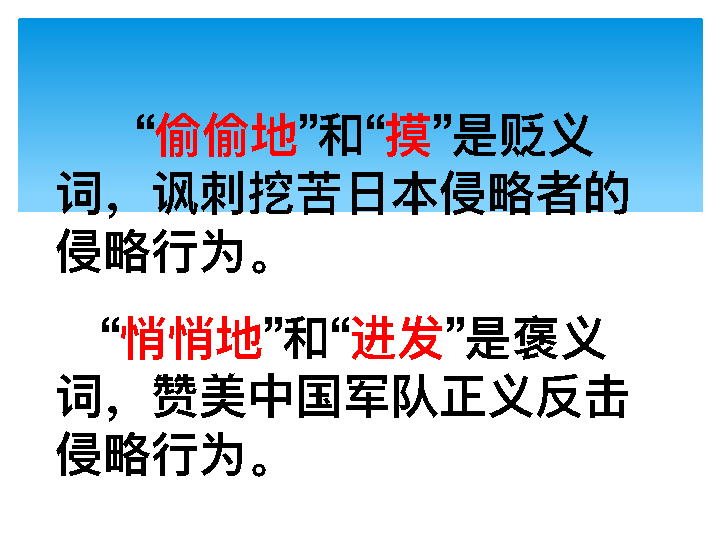 “偷偷地”和“摸”是贬义
词，讽刺挖苦日本侵略者的
侵略行为。
“悄悄地”和“进发”是褒义
词，赞美中国军队正义反击
侵略行为。